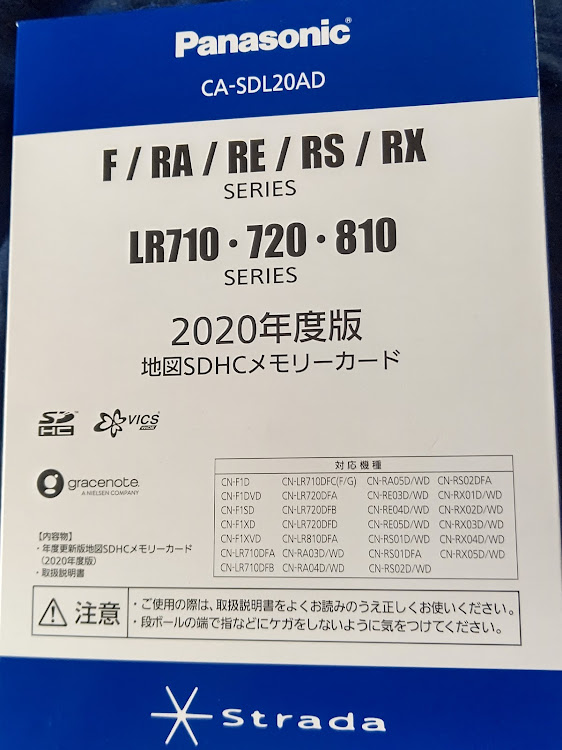 Panasonic
CA-SDL20AD
F / RA / RE / RS / RX
SERIES
LR710・720・810
SERIES
2020年度版
地図SDHCメモリーカード
SD
HC
VICS
WIDE
gracenote.
A NIELSEN COMPANY
【内容物】
・年度更新版地図SDHCメモリーカード
(2020年度版)
・取扱説明書
対応機種
CN-F1D CN-LR710DFC(F/G) CN-RA05D/WD CN-RS02DFA
CN-F1DVD CN-LR720DFA CN-RE03D/WD CN-RX01D/WD
CN-F1SD CN-LR720DFB CN-RE04D/WD CN-RX02D/WD
CN-F1XD CN-LR720DFD CN-RE05D/WD CN-RX03D/WD
CN-F1XVD CN-LR810DFA CN-RS01D/WD CN-RX04D/WD
CN-LR710DFA CN-RA03D/WD CN-RS01DFA CN-RX05D/WD
CN-LR710DFB CN-RA04D/WD CN-RS02D/WD
注意
・ご使用の際は、取扱説明書をよくお読みのうえ正しくお使いください。
・段ボールの端で指などにケガをしないように気をつけてください。
Strada